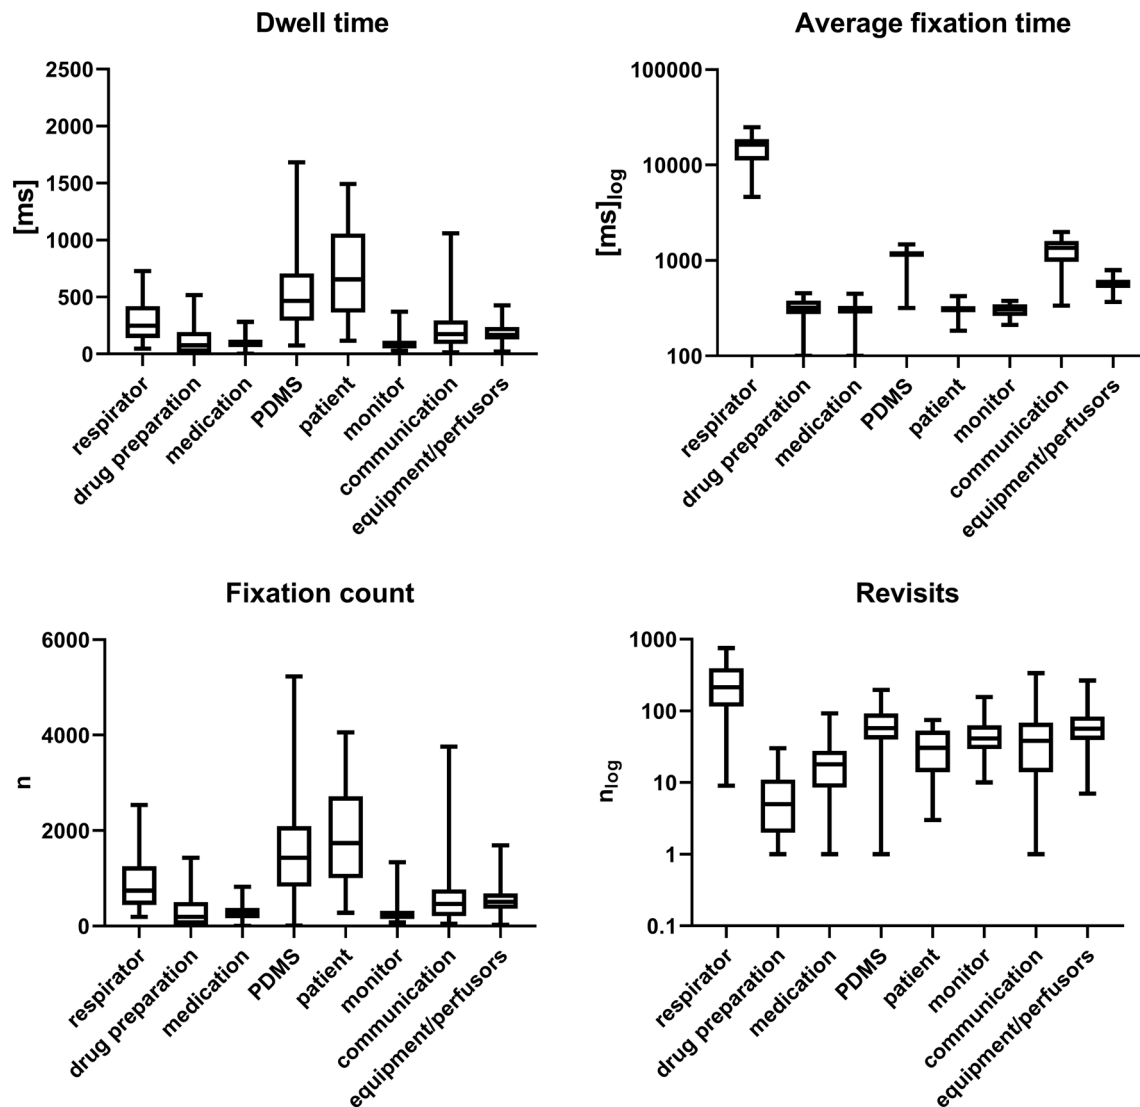 Dwell time
[ms]
2500
2000
1500
1000
500
0
respirator
drug preparation
medication
PDMS
patient
monitor
communication
equipment/perfusors
Average fixation time
[ms]log
100000
10000
1000
100
respirator
drug preparation
medication
PDMS
patient
monitor
communication
equipment/perfusors
Fixation count
n
6000
4000
2000
0
respirator
drug preparation
medication
PDMS
patient
monitor
communication
equipment/perfusors
Revisits
nlog
1000
100
10
1
0.1
respirator
drug preparation
medication
PDMS
patient
monitor
communication
equipment/perfusors